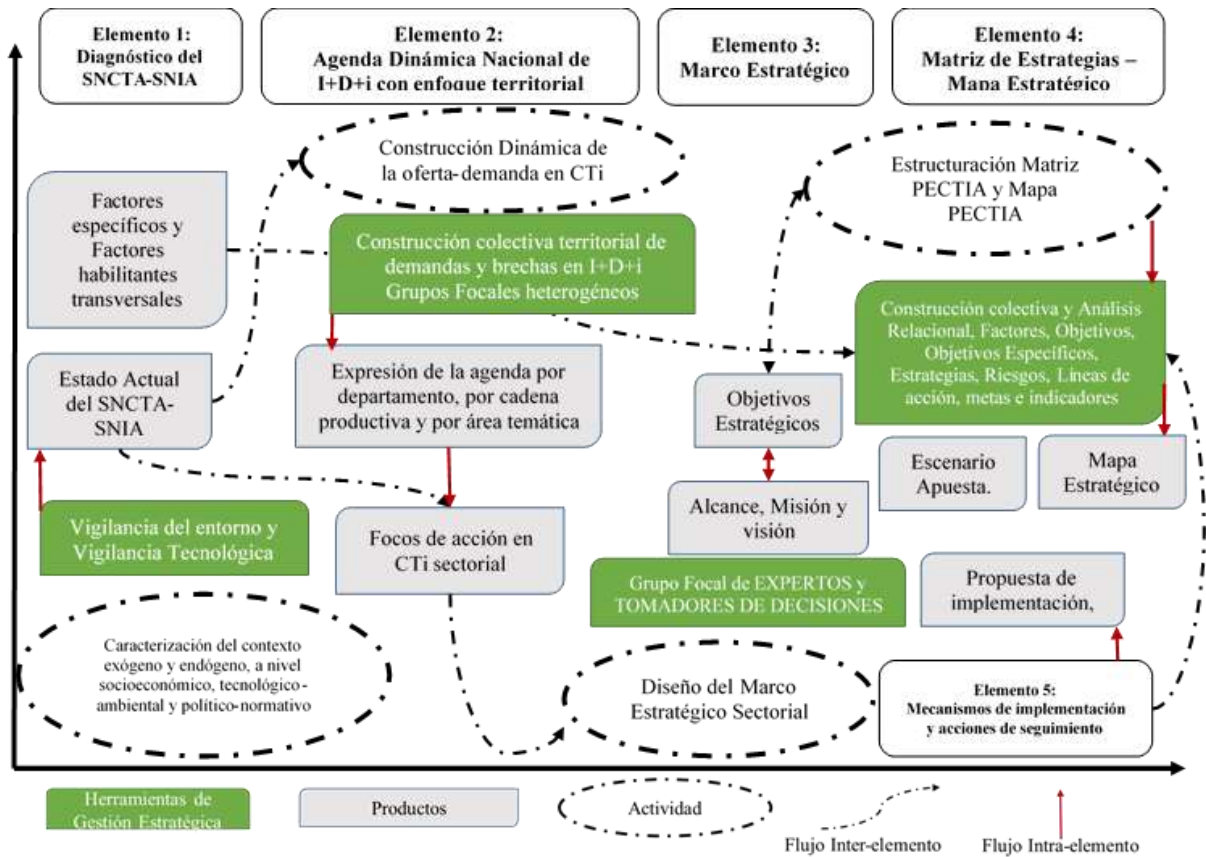 Elemento 1:
Diagnóstico del
SNCTA-SNIA
Elemento 2:
Agenda Dinámica Nacional de
I+D+i con enfoque territorial
Elemento 3:
Marco Estratégico
Elemento 4:
Matriz de Estrategias –
Mapa Estratégico
Construcción Dinámica de
la oferta-demanda en CTi
Estructuración Matriz
PECTIA y Mapa
PECTIA
Factores
específicos y
Factores
habilitantes
transversales
Construcción colectiva territorial de
demandas y brechas en I+D+i
Grupos Focales heterogéneos
Construcción colectiva y Análisis
Relacional, Factores, Objetivos,
Objetivos Específicos,
Estrategias, Riesgos, Líneas de
acción, metas e indicadores
Estado Actual
del SNCTA-
SNIA
Expresión de la agenda por
departamento, por cadena
productiva y por área temática
Objetivos
Estratégicos
Escenario
Apuesta.
Mapa
Estratégico
Vigilancia del entorno y
Vigilancia Tecnológica
Focos de acción en
CTi sectorial
Alcance, Misión y
visión
Grupo Focal de EXPERTOS y
TOMADORES DE DECISIONES
Propuesta de
implementación,
Caracterización del contexto
exógeno y endógeno, a nivel
socioeconómico, tecnológico-
ambiental y político-normativo
Diseño del Marco
Estratégico Sectorial
Elemento 5:
Mecanismos de implementación
y acciones de seguimiento
Herramientas de
Gestión Estratégica
Productos
Actividad
Flujo Inter-elemento
Flujo Intra-elemento